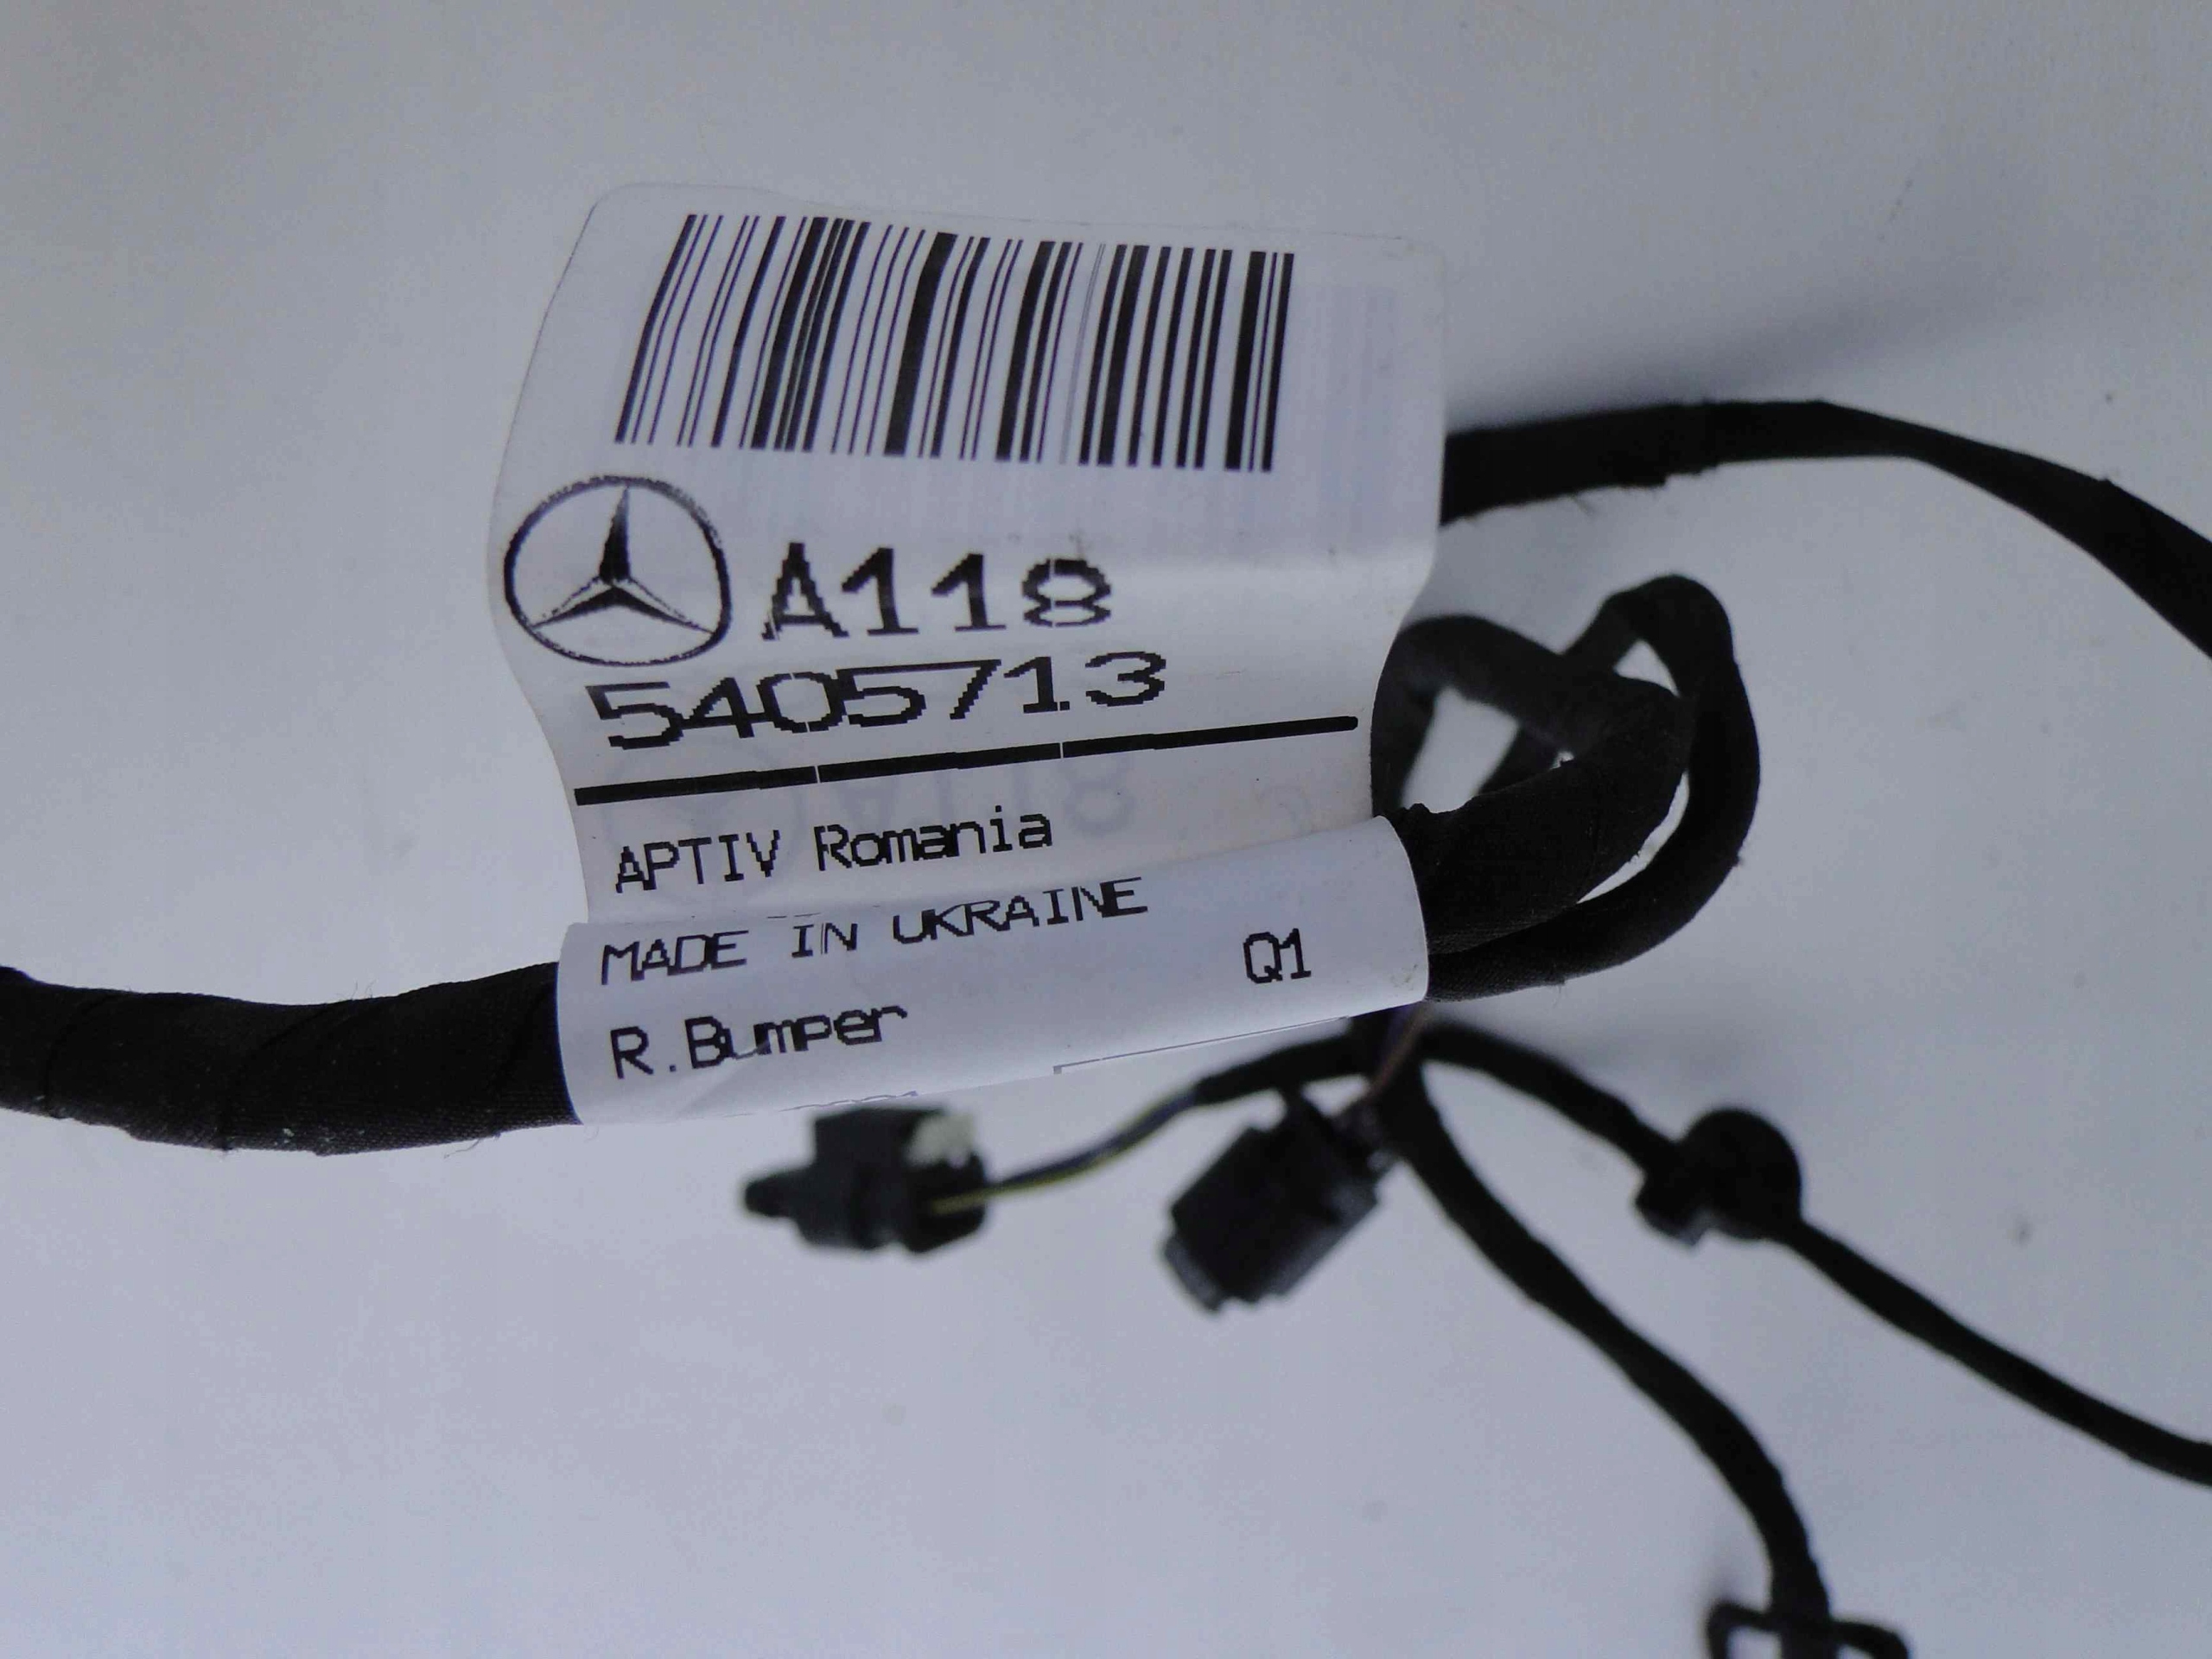 A118
5405713
APTIV Romania
MADE IN UKRAINE
Q1
R.Bumper